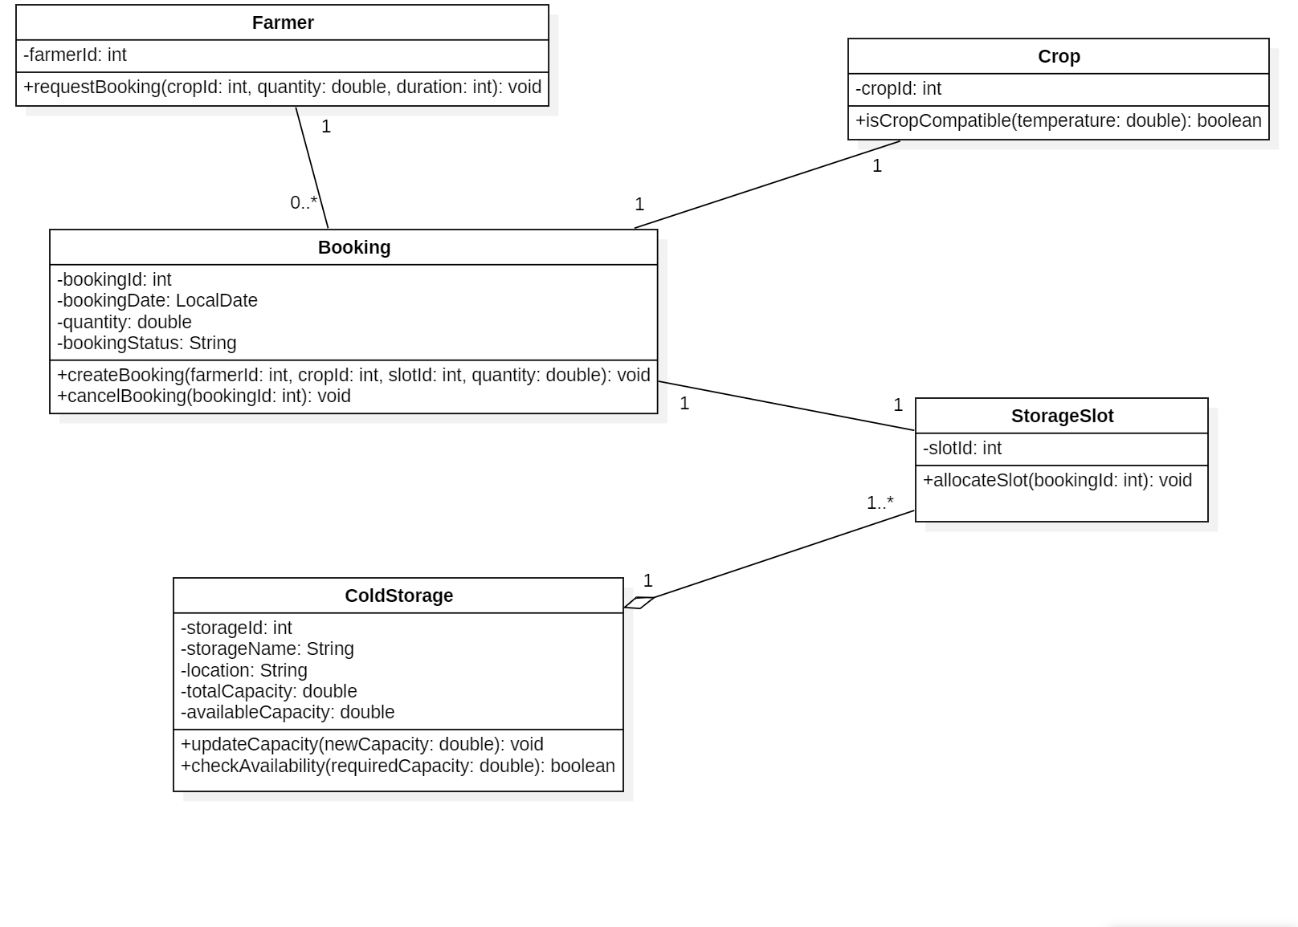 Farmer
-farmerId: int
+requestBooking(cropId: int, quantity: double, duration: int): void
Crop
-cropId: int
+isCropCompatible(temperature: double): boolean
1
1
0..*
1
Booking
-bookingId: int
-bookingDate: LocalDate
-quantity: double
-bookingStatus: String
+createBooking(farmerId: int, cropId: int, slotId: int, quantity: double): void
+cancelBooking(bookingId: int): void
1
1
StorageSlot
-slotId: int
+allocateSlot(bookingId: int): void
1..*
1
ColdStorage
-storageId: int
-storageName: String
-location: String
-totalCapacity: double
-availableCapacity: double
+updateCapacity(newCapacity: double): void
+checkAvailability(requiredCapacity: double): boolean